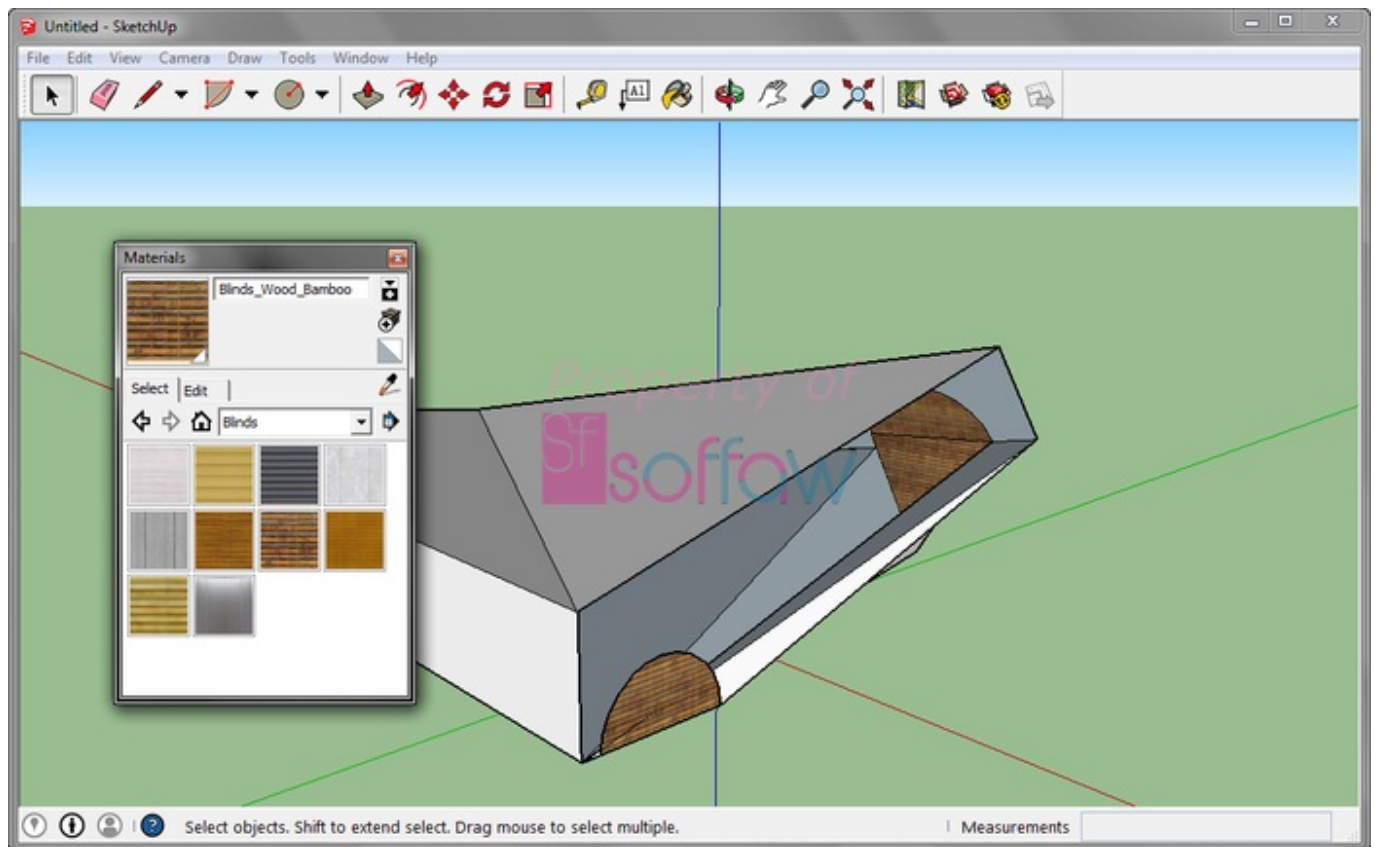 Untitled - SketchUp
File Edit View Camera Draw Tools Window Help
A1
Materials
Blinds_Wood_Bamboo
Select Edit
Blinds
Property of
Sf soffaw
Select objects. Shift to extend select. Drag mouse to select multiple.
Measurements